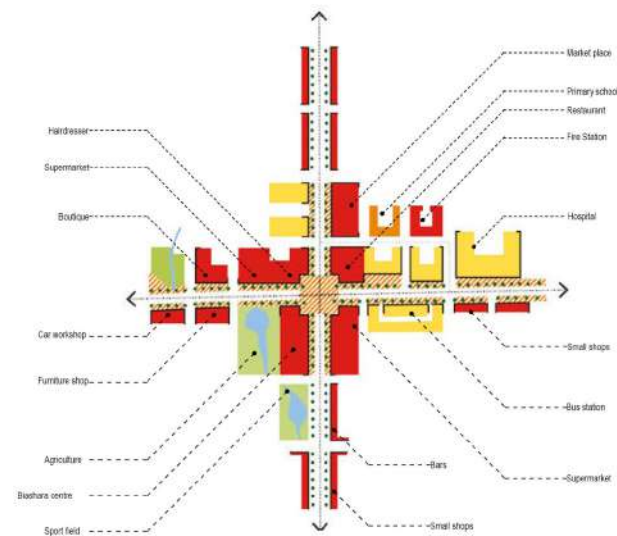 Market place
Primary school
Restaurant
Fire Station
Hairdresser
Supermarket
Boutique
Hospital
Car workshop
Small shops
Furniture shop
Bus station
Agriculture
Bars
Supermarket
Biashara centre
Sport field
Small shops